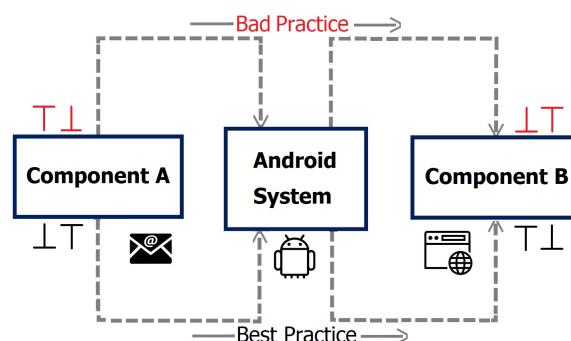 Bad Practice
Component A
Android
System
Component B
@
Best Practice